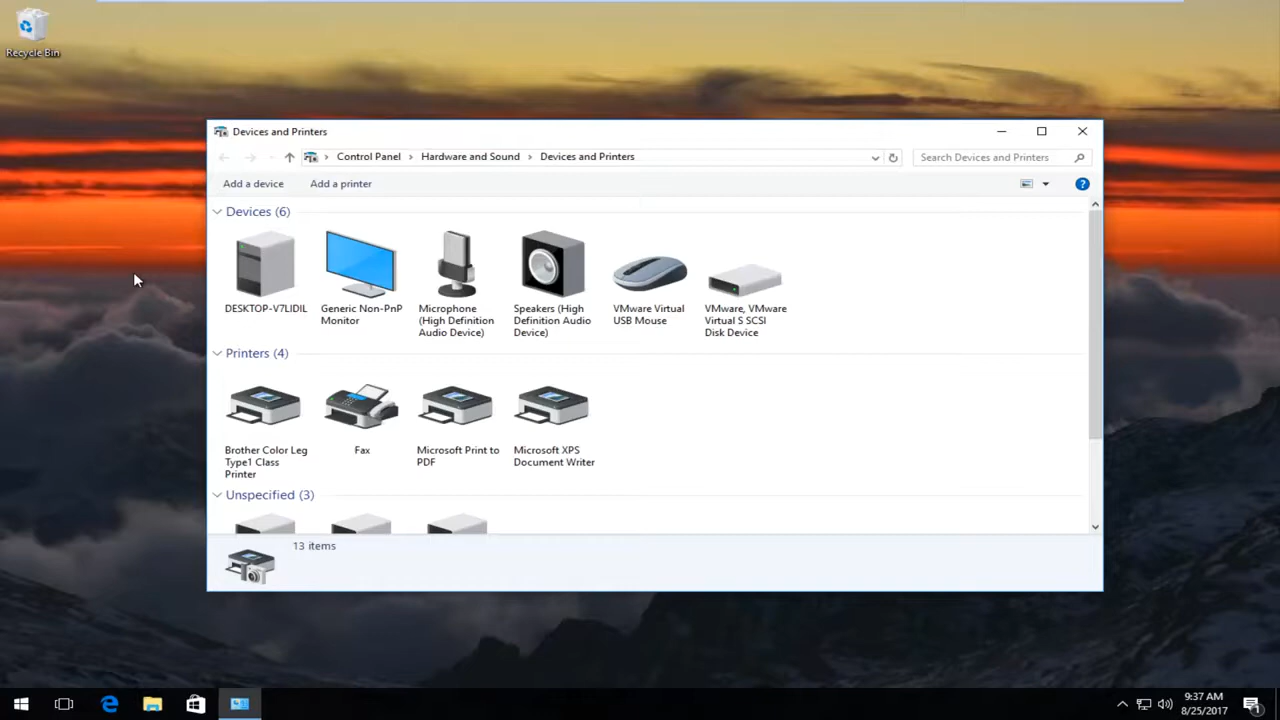 Recycle Bin
Devices and Printers
Control Panel > Hardware and Sound > Devices and Printers
Search Devices and Printers
Add a device Add a printer
?
Devices (6)
DESKTOP-V7LIDIL
Generic Non-PnP
Monitor
Microphone
(High Definition
Audio Device)
Speakers (High
Definition Audio
Device)
VMware Virtual
USB Mouse
VMware, VMware
Virtual S SCSI
Disk Device
Printers (4)
Brother Color Leg
Type1 Class
Printer
Fax
Microsoft Print to
PDF
Microsoft XPS
Document Writer
Unspecified (3)
13 items
9:37 AM
8/25/2017
1